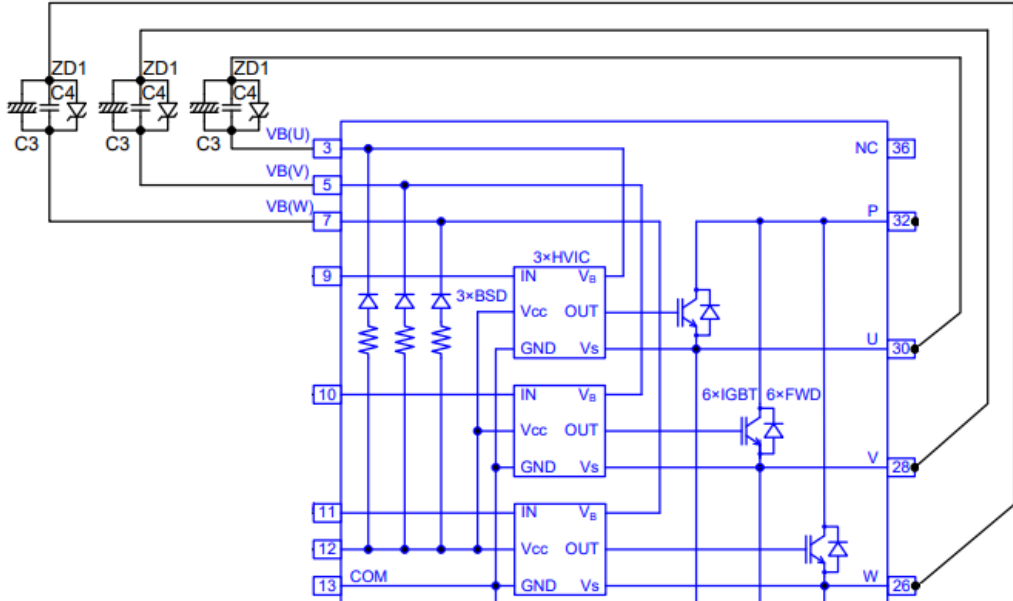 ZD1 ZD1 ZD1
C4 C4 C4
C3 C3 C3
VB(U) 3 NC 36
VB(V) 5
VB(W) 7 P 32
3×HVIC
9 IN VB
3×BSD
Vcc OUT
GND Vs U 30
10 IN VB 6×IGBT 6×FWD
Vcc OUT
GND Vs V 28
11 IN VB
12 Vcc OUT
13 COM GND Vs W 26